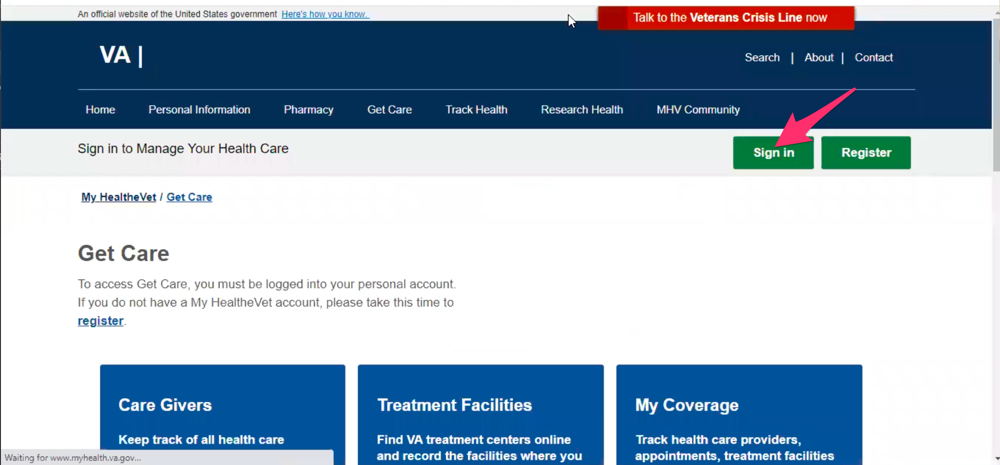 An official website of the United States government Here's how you know.
Talk to the Veterans Crisis Line now
VA |
Search | About | Contact
Home Personal Information Pharmacy Get Care Track Health Research Health MHV Community
Sign in to Manage Your Health Care
Sign in Register
My HealtheVet / Get Care
Get Care
To access Get Care, you must be logged into your personal account.
If you do not have a My HealtheVet account, please take this time to
register.
Care Givers
Keep track of all health care
Treatment Facilities
Find VA treatment centers online
and record the facilities where you
My Coverage
Track health care providers,
appointments, treatment facilities
Waiting for www.myhealth.va.gov...